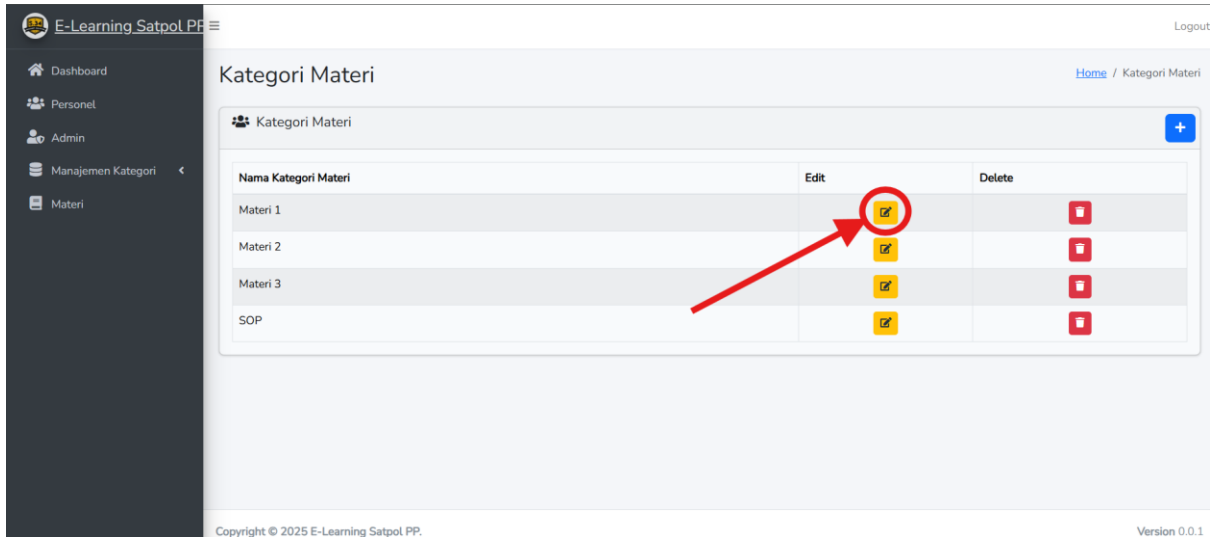 E-Learning Satpol PP
Logout
Dashboard
Personel
Admin
Manajemen Kategori
Materi
Kategori Materi
Home / Kategori Materi
Kategori Materi
Nama Kategori Materi Edit Delete
Materi 1
Materi 2
Materi 3
SOP
Copyright © 2025 E-Learning Satpol PP.
Version 0.0.1